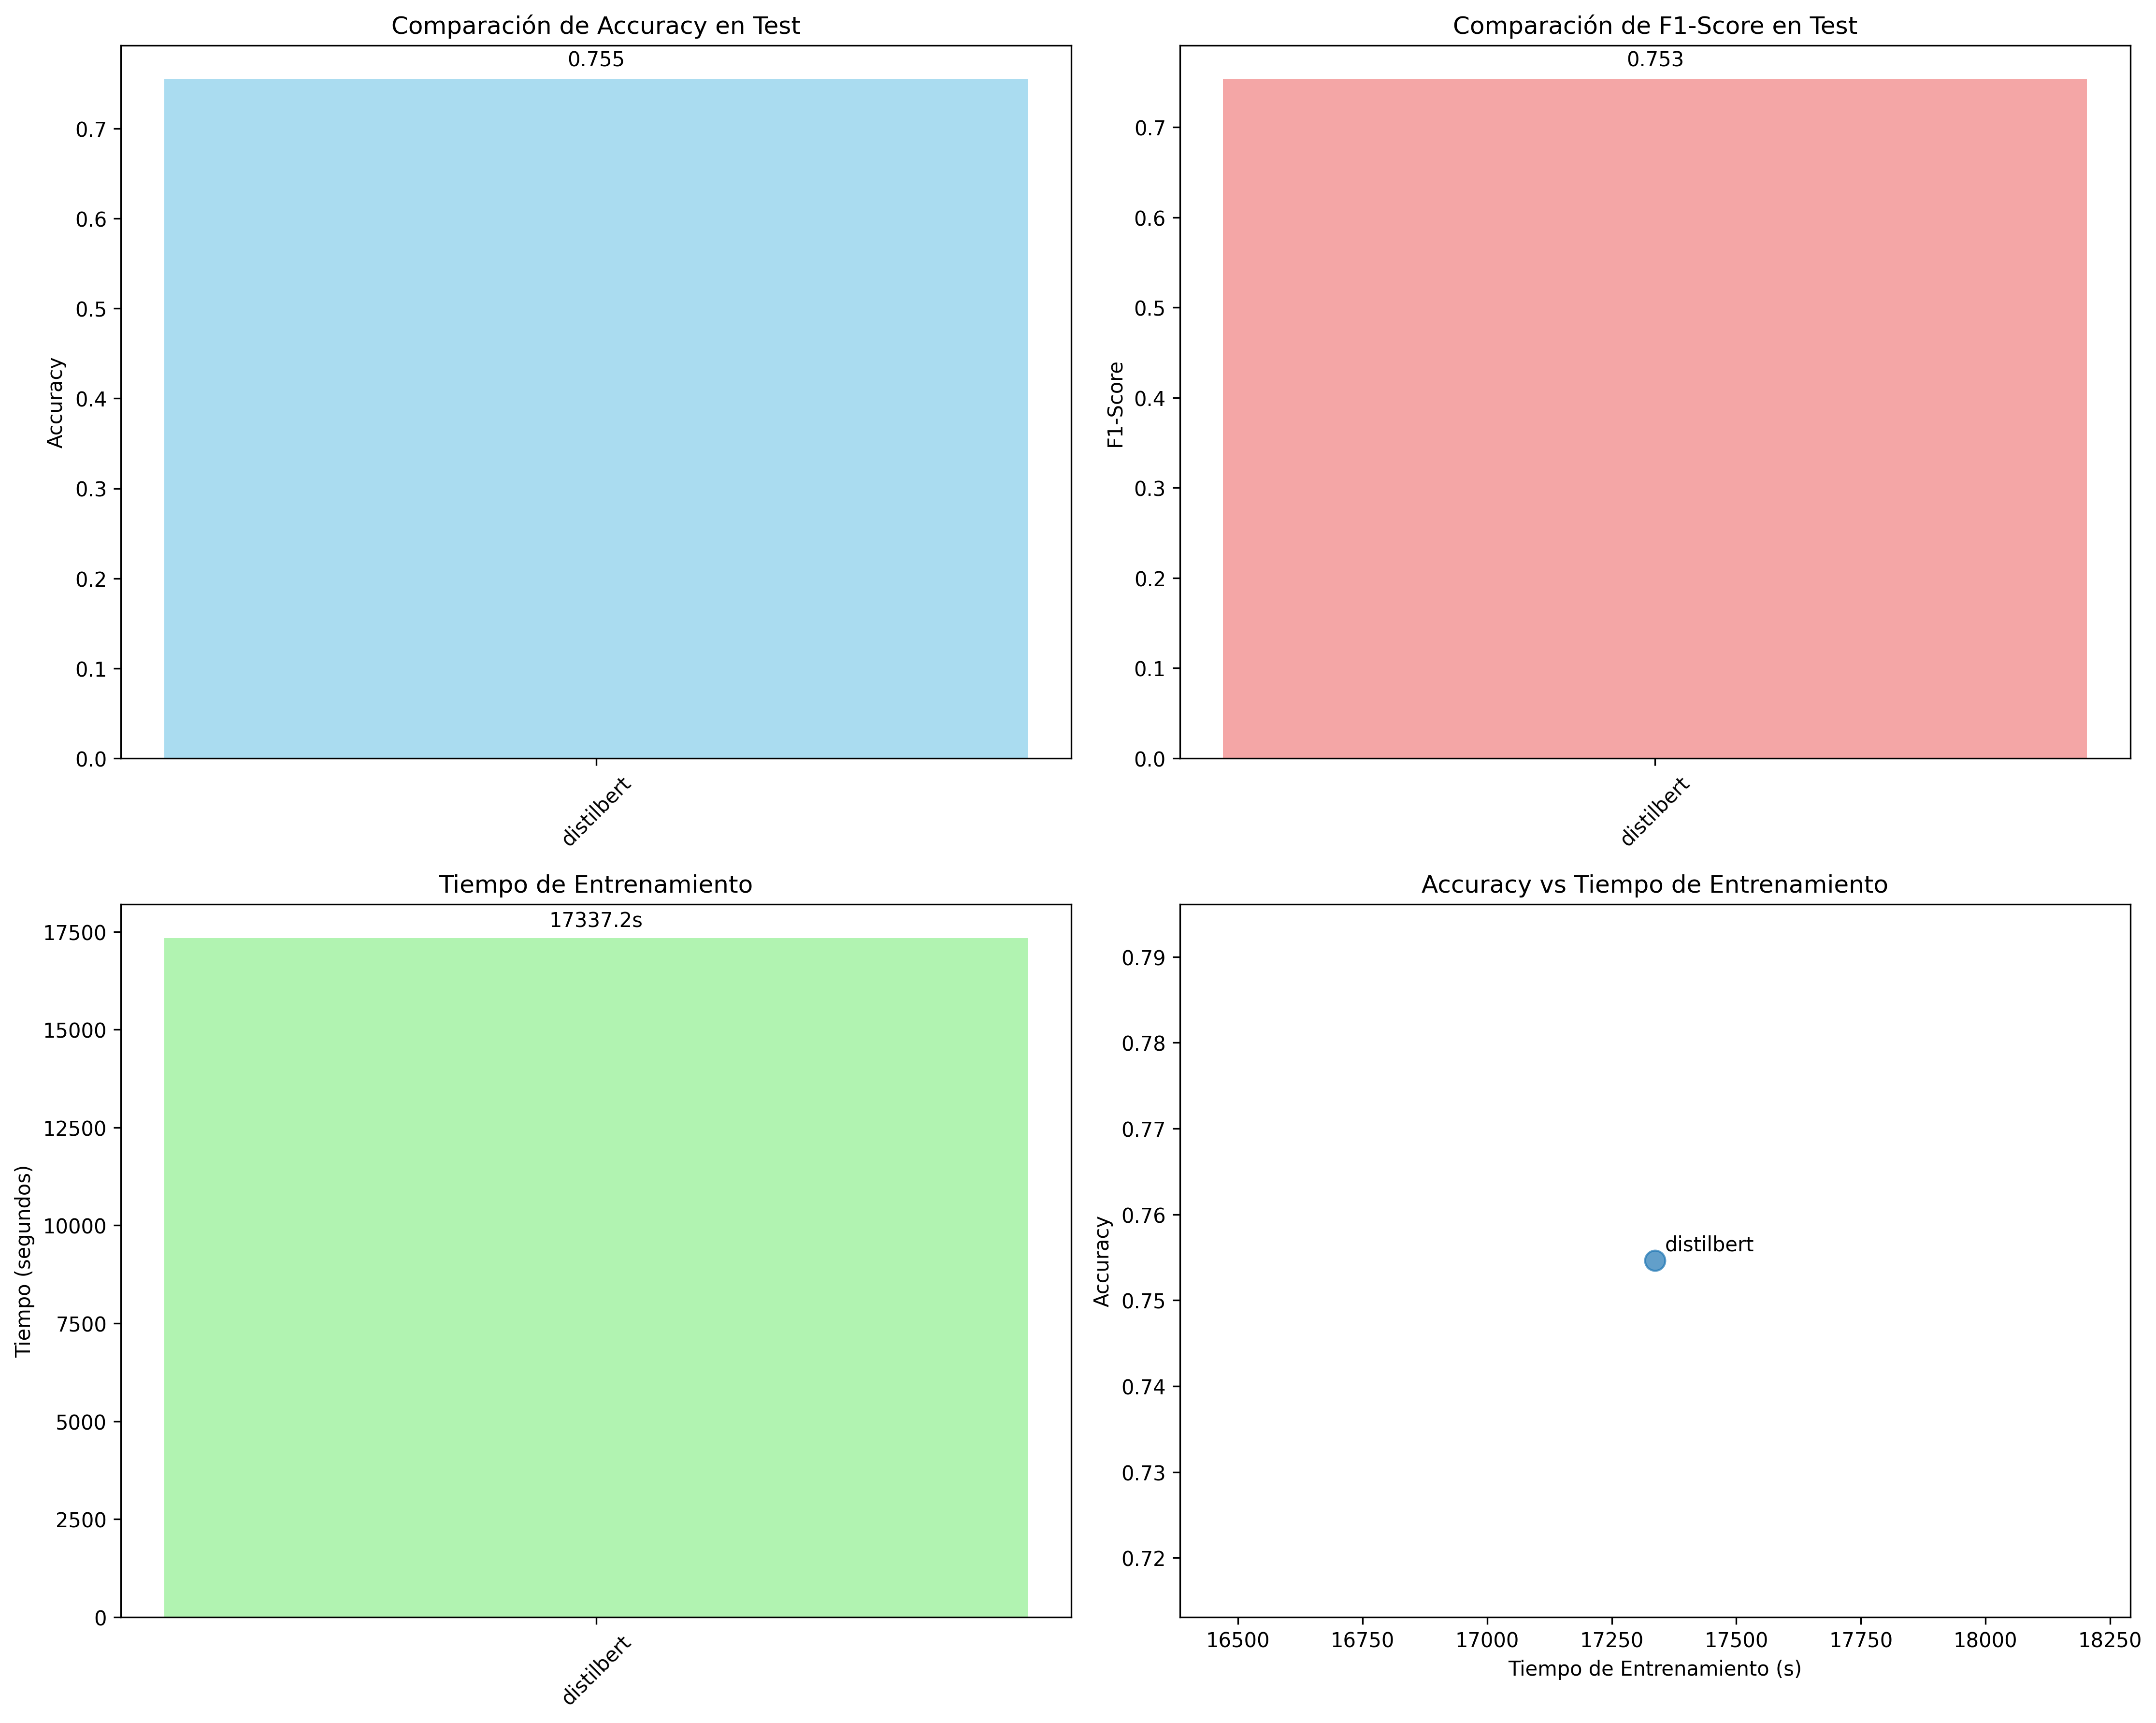 Comparación de Accuracy en Test
0.755
Accuracy
0.7
0.6
0.5
0.4
0.3
0.2
0.1
0.0
distilbert
Comparación de F1-Score en Test
0.753
F1-Score
0.7
0.6
0.5
0.4
0.3
0.2
0.1
0.0
distilbert
Tiempo de Entrenamiento
17337.2s
Tiempo (segundos)
17500
15000
12500
10000
7500
5000
2500
0
distilbert
Accuracy vs Tiempo de Entrenamiento
Accuracy
0.79
0.78
0.77
0.76
0.75
0.74
0.73
0.72
distilbert
16500 16750 17000 17250 17500 17750 18000 18250
Tiempo de Entrenamiento (s)